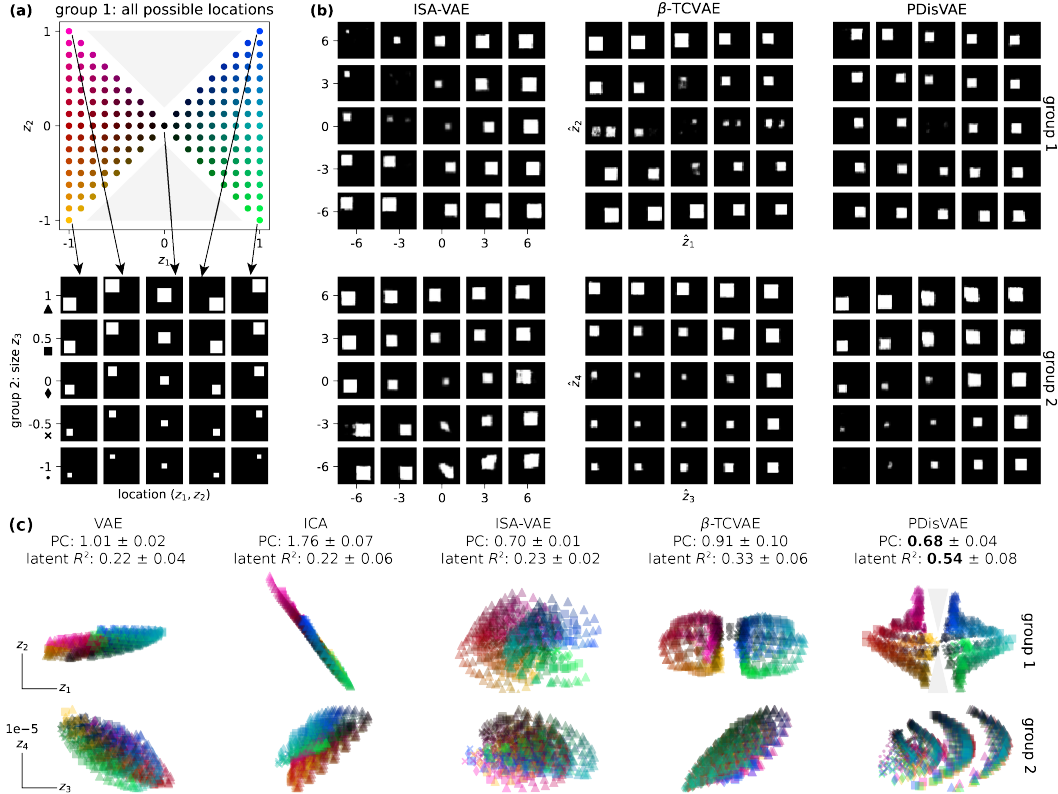 (a) group 1: all possible locations
1
0
-1
z2
-1 0 1
z1
1
0.5
0
-0.5
-1
group 2: size z3
location (z1, z2)
(b)
ISA-VAE β-TCVAE PDisVAE
6
3
0
-3
-6
-6 -3 0 3 6
ẑ2
ẑ1
group 1
6
3
0
-3
-6
-6 -3 0 3 6
ẑ4
ẑ3
group 2
(c)
VAE ICA ISA-VAE β-TCVAE PDisVAE
PC: 1.01 ± 0.02 PC: 1.76 ± 0.07 PC: 0.70 ± 0.01 PC: 0.91 ± 0.10 PC: 0.68 ± 0.04
latent R²: 0.22 ± 0.04 latent R²: 0.22 ± 0.06 latent R²: 0.23 ± 0.02 latent R²: 0.33 ± 0.06 latent R²: 0.54 ± 0.08
z2
z1
group 1
1e−5
z4
z3
group 2